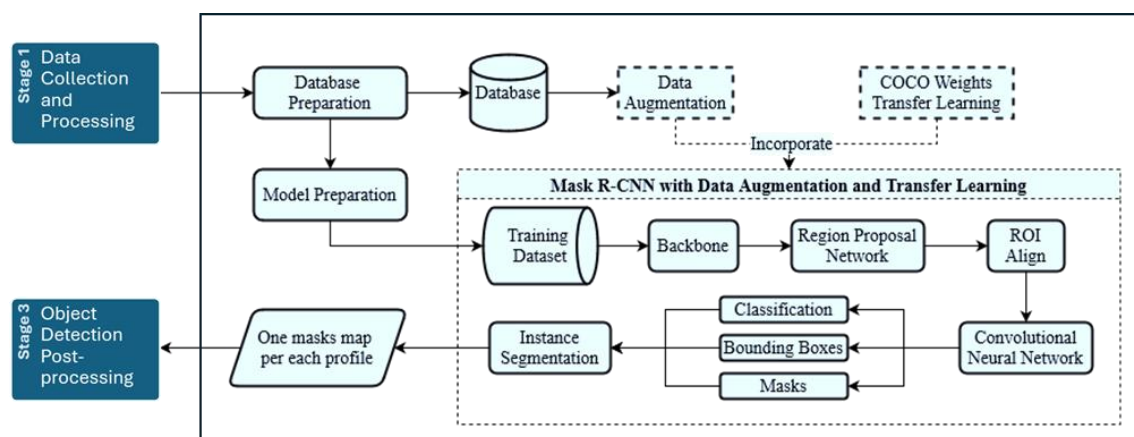 Stage 1
Data
Collection
and
Processing
Database
Preparation
Database
Data
Augmentation
COCO Weights
Transfer Learning
Incorporate
Model Preparation
Mask R-CNN with Data Augmentation and Transfer Learning
Training
Dataset
Backbone
Region Proposal
Network
ROI
Align
Stage 3
Object
Detection
Post-
processing
One masks map
per each profile
Instance
Segmentation
Classification
Bounding Boxes
Masks
Convolutional
Neural Network